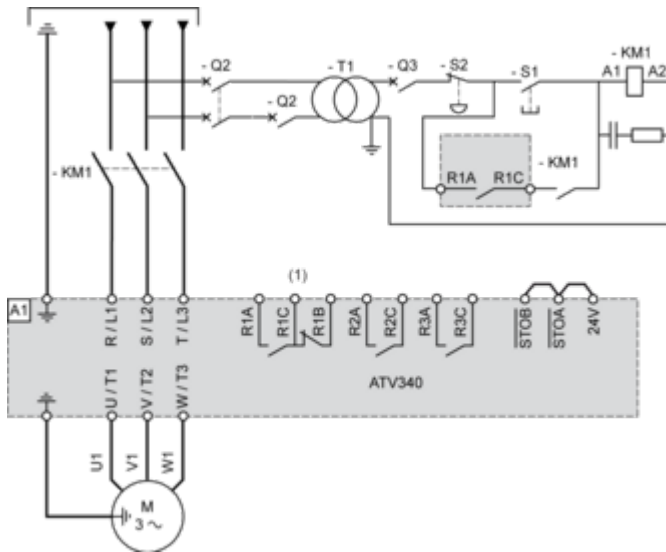 - Q2
- T1
- Q3
- S2
- S1
- KM1
A1
A2
- Q2
- KM1
R1A
R1C
- KM1
(1)
A1
R / L1
S / L2
T / L3
R1A
R1C
R1B
R2A
R2C
R3A
R3C
STOB
STOA
24V
U / T1
V / T2
W / T3
ATV340
U1
V1
W1
M
3 ~